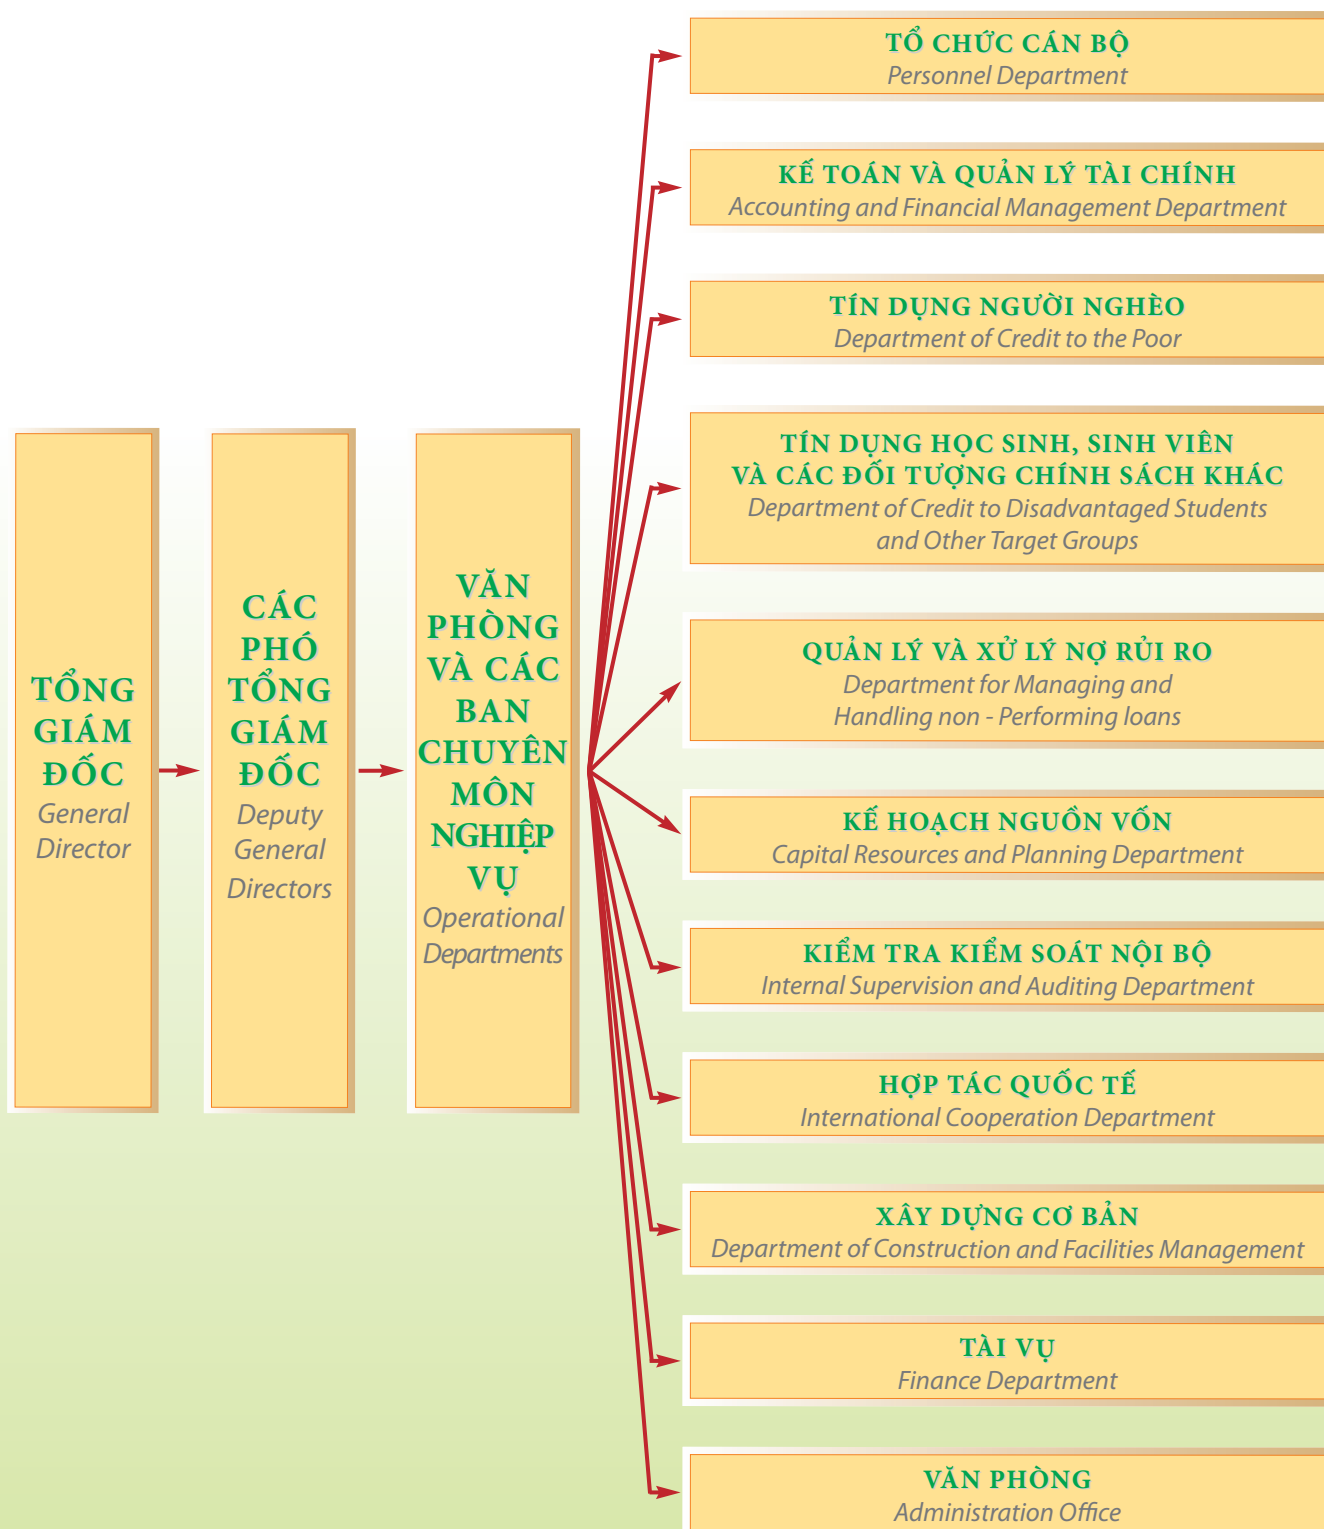 TỔNG
GIÁM
ĐỐC
General
Director
CÁC
PHÓ
TỔNG
GIÁM
ĐỐC
Deputy
General
Directors
VĂN
PHÒNG
VÀ CÁC
BAN
CHUYÊN
MÔN
NGHIỆP
VỤ
Operational
Departments
TỔ CHỨC CÁN BỘ
Personnel Department
KẾ TOÁN VÀ QUẢN LÝ TÀI CHÍNH
Accounting and Financial Management Department
TÍN DỤNG NGƯỜI NGHÈO
Department of Credit to the Poor
TÍN DỤNG HỌC SINH, SINH VIÊN
VÀ CÁC ĐỐI TƯỢNG CHÍNH SÁCH KHÁC
Department of Credit to Disadvantaged Students
and Other Target Groups
QUẢN LÝ VÀ XỬ LÝ NỢ RỦI RO
Department for Managing and
Handling non - Performing loans
KẾ HOẠCH NGUỒN VỐN
Capital Resources and Planning Department
KIỂM TRA KIỂM SOÁT NỘI BỘ
Internal Supervision and Auditing Department
HỢP TÁC QUỐC TẾ
International Cooperation Department
XÂY DỰNG CƠ BẢN
Department of Construction and Facilities Management
TÀI VỤ
Finance Department
VĂN PHÒNG
Administration Office